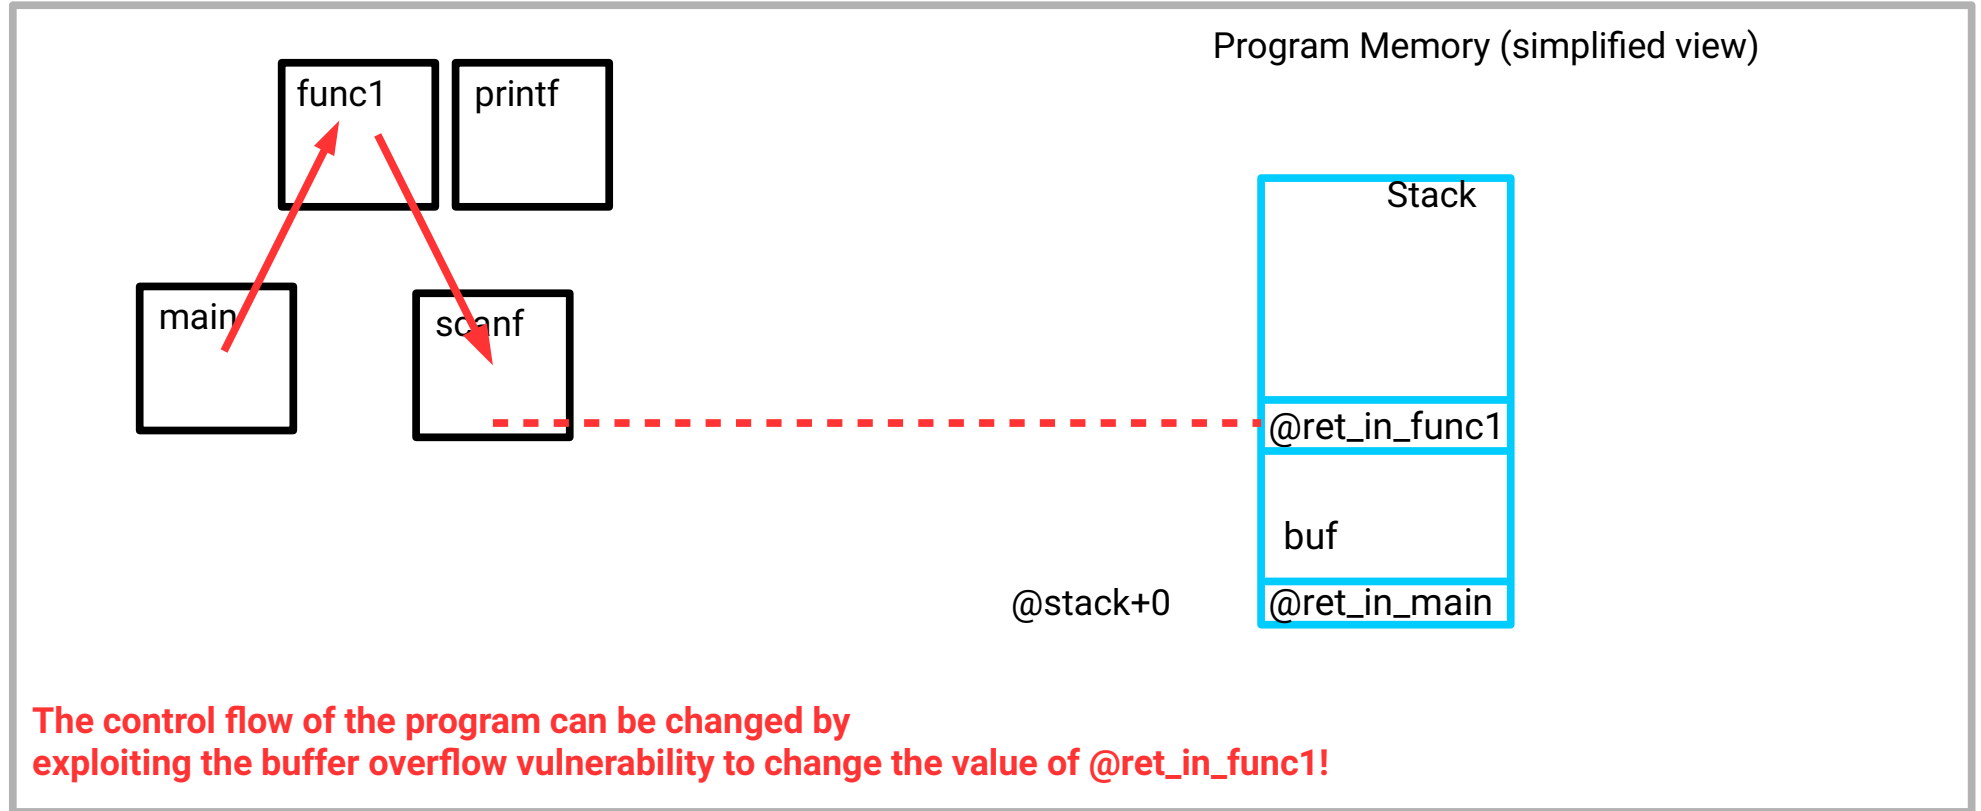 Program Memory (simplified view)
func1
printf
Stack
main
scanf
@ret_in_func1
buf
@stack+0
@ret_in_main
The control flow of the program can be changed by
exploiting the buffer overflow vulnerability to change the value of @ret_in_func1!